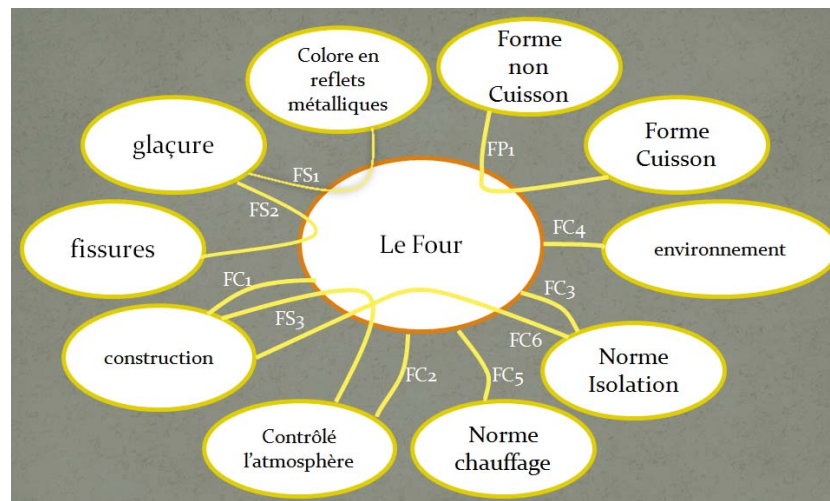 Colore en
reflets
métalliques
Forme
non
Cuisson
glaçure
Forme
Cuisson
FS1
FP1
FS2
fissures
Le Four
FC4
environnement
FC1
FC3
FS3
FC6
construction
FC2
FC5
Norme
Isolation
Contrôlé
l'atmosphère
Norme
chauffage